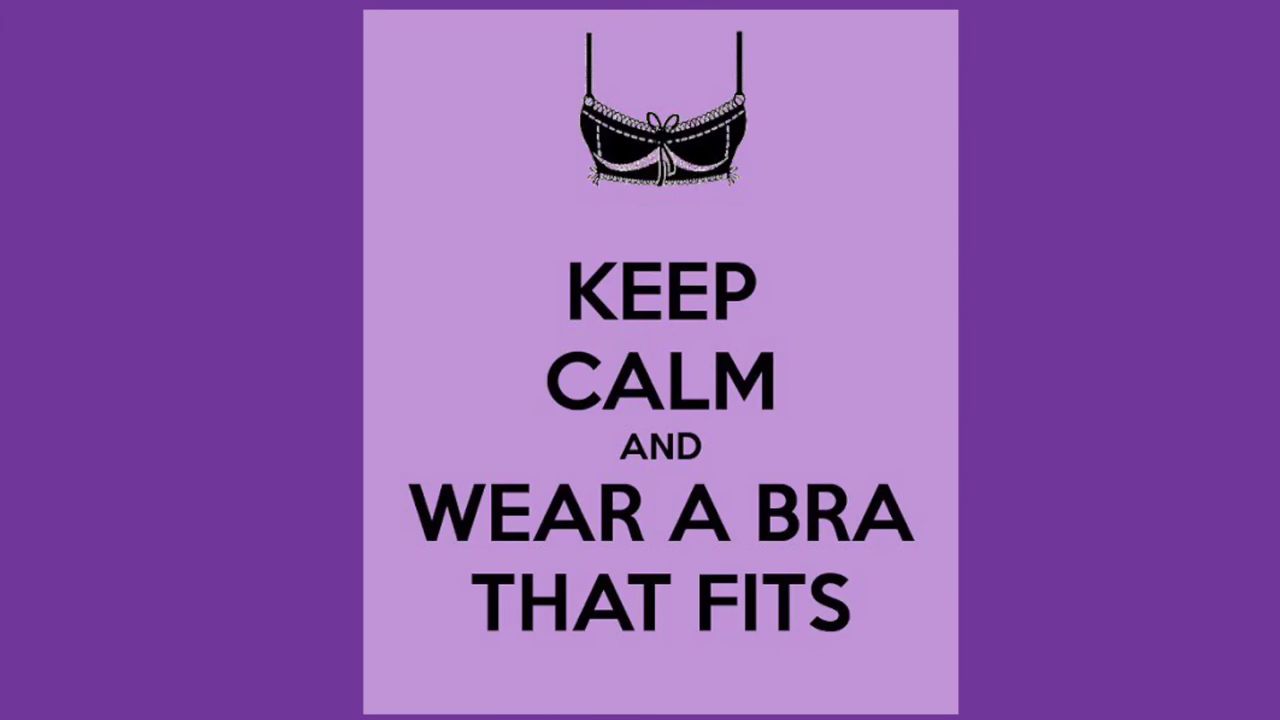 KEEP
CALM
AND
WEAR A BRA
THAT FITS